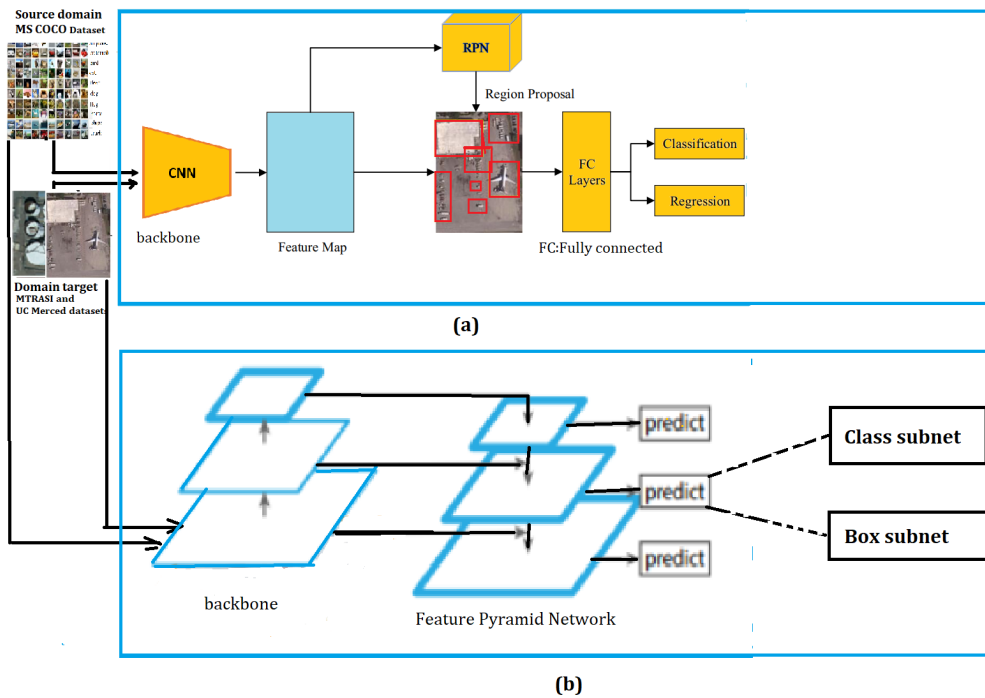 Source domain
MS COCO Dataset
RPN
Region Proposal
CNN
FC
Layers
Classification
Regression
backbone
Feature Map
FC:Fully connected
Domain target
MTRASI and
UC Merced datasets
(a)
predict
Class subnet
predict
Box subnet
predict
backbone
Feature Pyramid Network
(b)